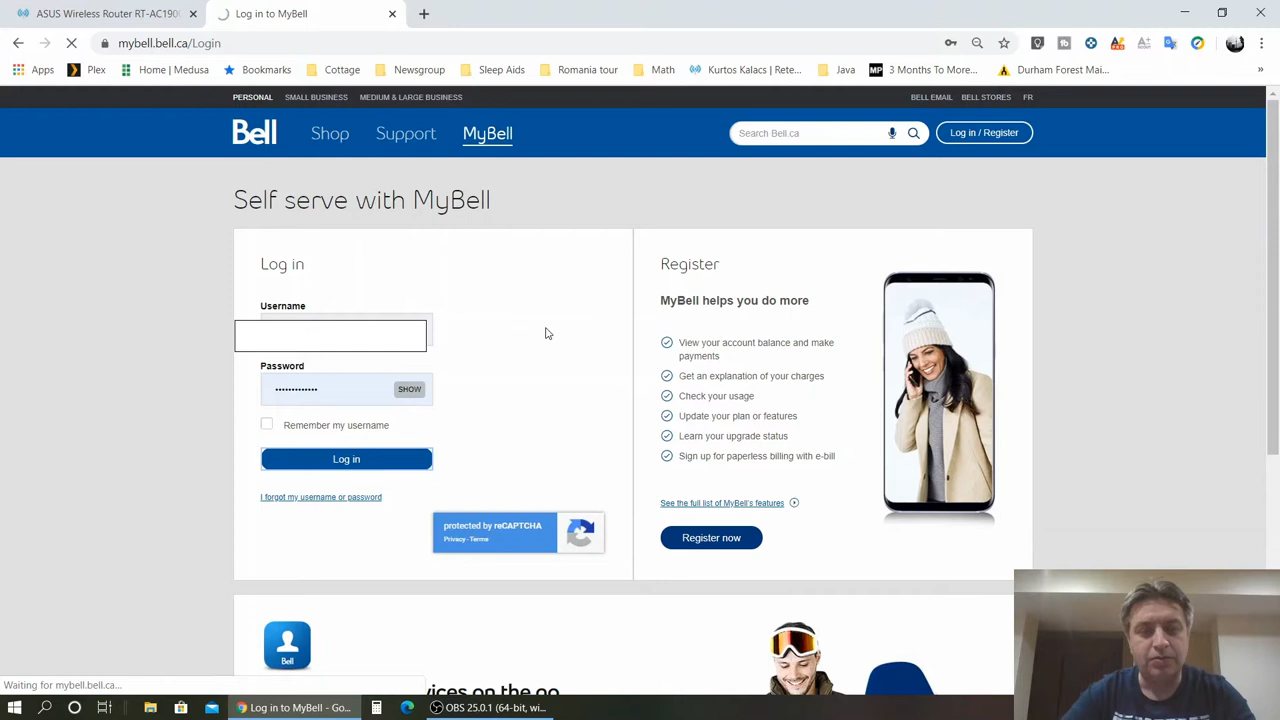 ASUS Wireless Router RT-AC190
Log in to MyBell
mybell.bell.ca/Login
Apps
Plex
Home | Medusa
Bookmarks
Cottage
Newsgroup
Sleep Aids
Romania tour
Math
Kurtos Kalacs | Rete...
Java
MP
3 Months To More...
Durham Forest Mai...
»
PERSONAL
SMALL BUSINESS
MEDIUM & LARGE BUSINESS
BELL EMAIL
BELL STORES
FR
Bell
Shop
Support
MyBell
Search Bell.ca
Log in / Register
Self serve with MyBell
Log in
Username
Password
•••••••••••••
SHOW
Remember my username
Log in
I forgot my username or password
protected by reCAPTCHA
Privacy - Terms
Register
MyBell helps you do more
View your account balance and make
payments
Get an explanation of your charges
Check your usage
Update your plan or features
Learn your upgrade status
Sign up for paperless billing with e-bill
See the full list of MyBell's features
Register now
Bell
Waiting for mybell.bell.ca...
Log in to MyBell - Go...
OBS 25.0.1 (64-bit, wi...